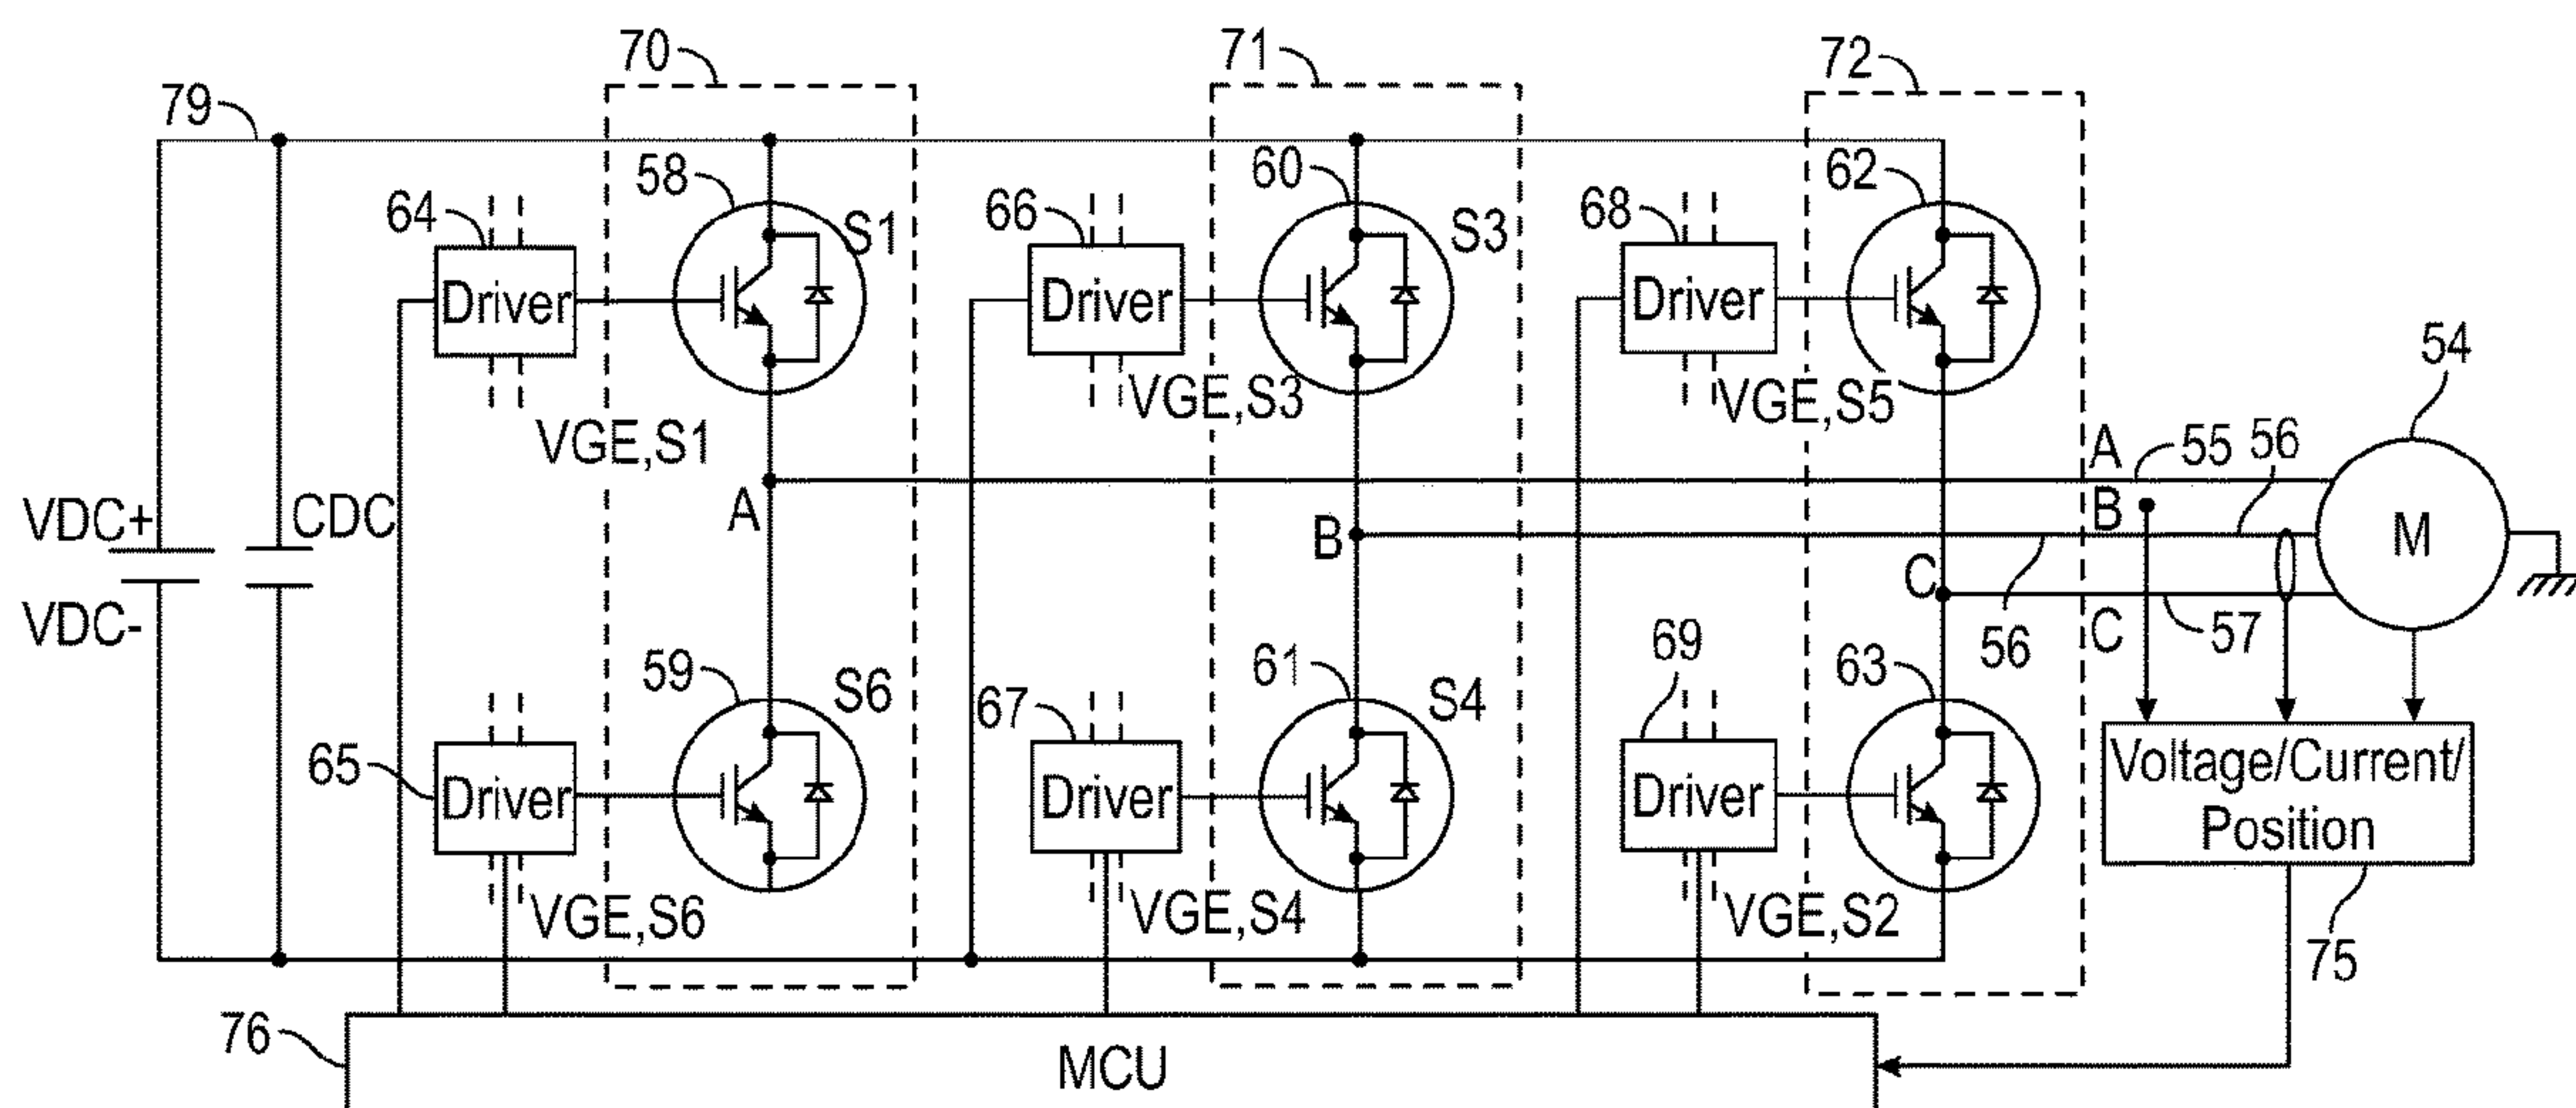 70
71
72
79
58
60
62
64
S1
66
S3
68
Driver
Driver
Driver
54
VGE,S1
VGE,S3
VGE,S5
A
55
56
VDC+
CDC
A
B
B
M
VDC-
C
C
57
56
59
S6
61
S4
69
63
67
65
Driver
Driver
Driver
Voltage/Current/
Position
VGE,S6
VGE,S4
VGE,S2
75
76
MCU